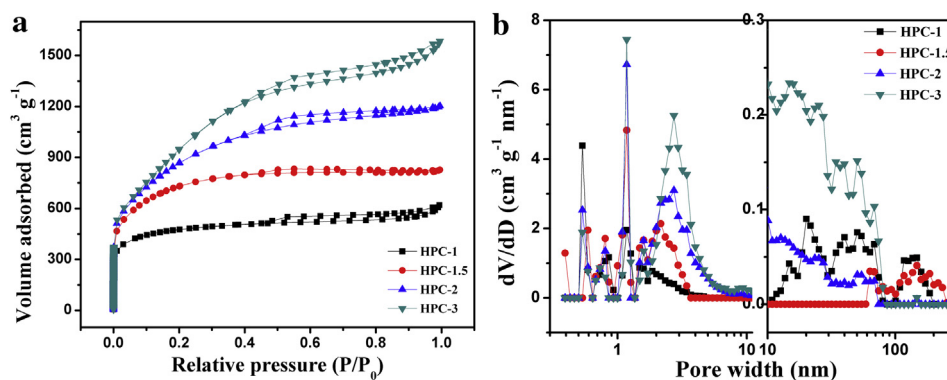 a
1500
1200
900
600
300
0
Volume adsorbed (cm³ g⁻¹)
HPC-1
HPC-1.5
HPC-2
HPC-3
0.0 0.2 0.4 0.6 0.8 1.0
Relative pressure (P/P₀)
b
8
6
4
2
0
dV/dD (cm³ g⁻¹ nm⁻¹)
1 10
0.3
0.2
0.1
0.0
HPC-1
HPC-1.5
HPC-2
HPC-3
10 100
Pore width (nm)